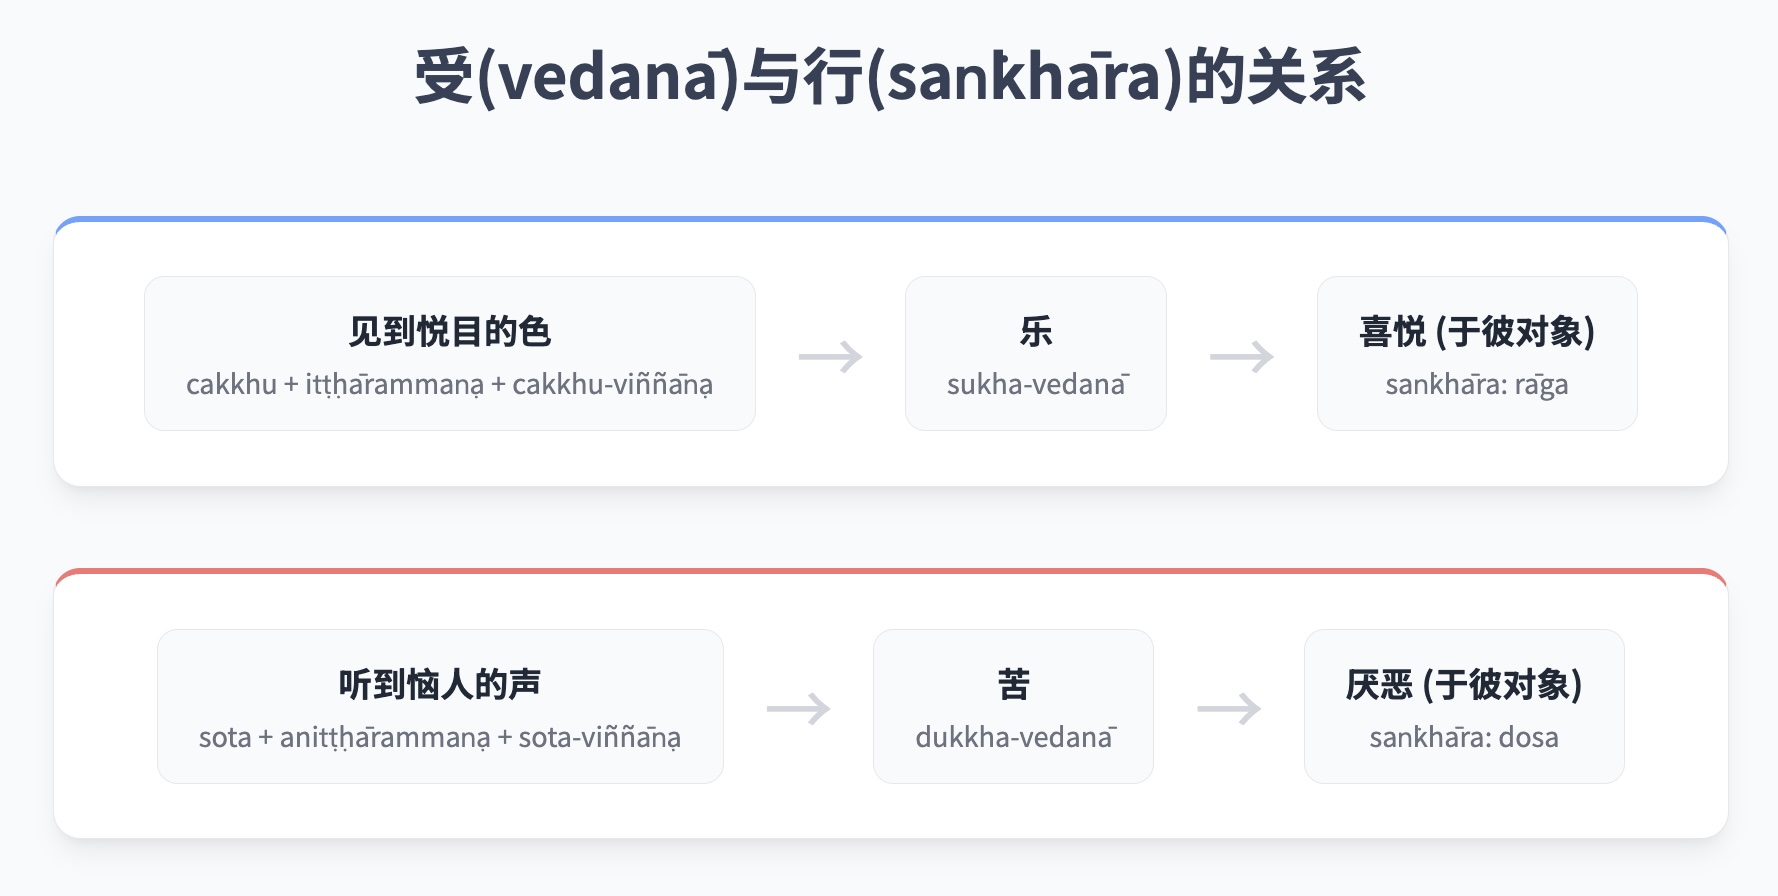 受(vedanā)与行(saṅkhāra)的关系
见到悦目的色
cakkhu + iṭṭhārammaṇa + cakkhu-viññāṇa
乐
sukha-vedanā
喜悦 (于彼对象)
saṅkhāra: rāga
听到恼人的声
sota + aniṭṭhārammaṇa + sota-viññāṇa
苦
dukkha-vedanā
厌恶 (于彼对象)
saṅkhāra: dosa